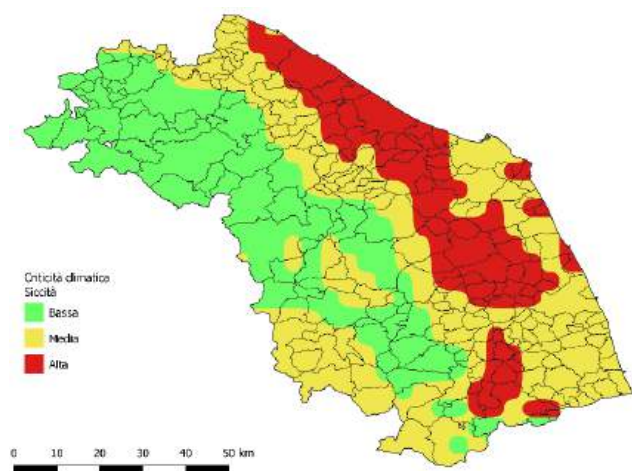 Criticità climatica
Siccità
Bassa
Media
Alta
0 10 20 30 40 50 km